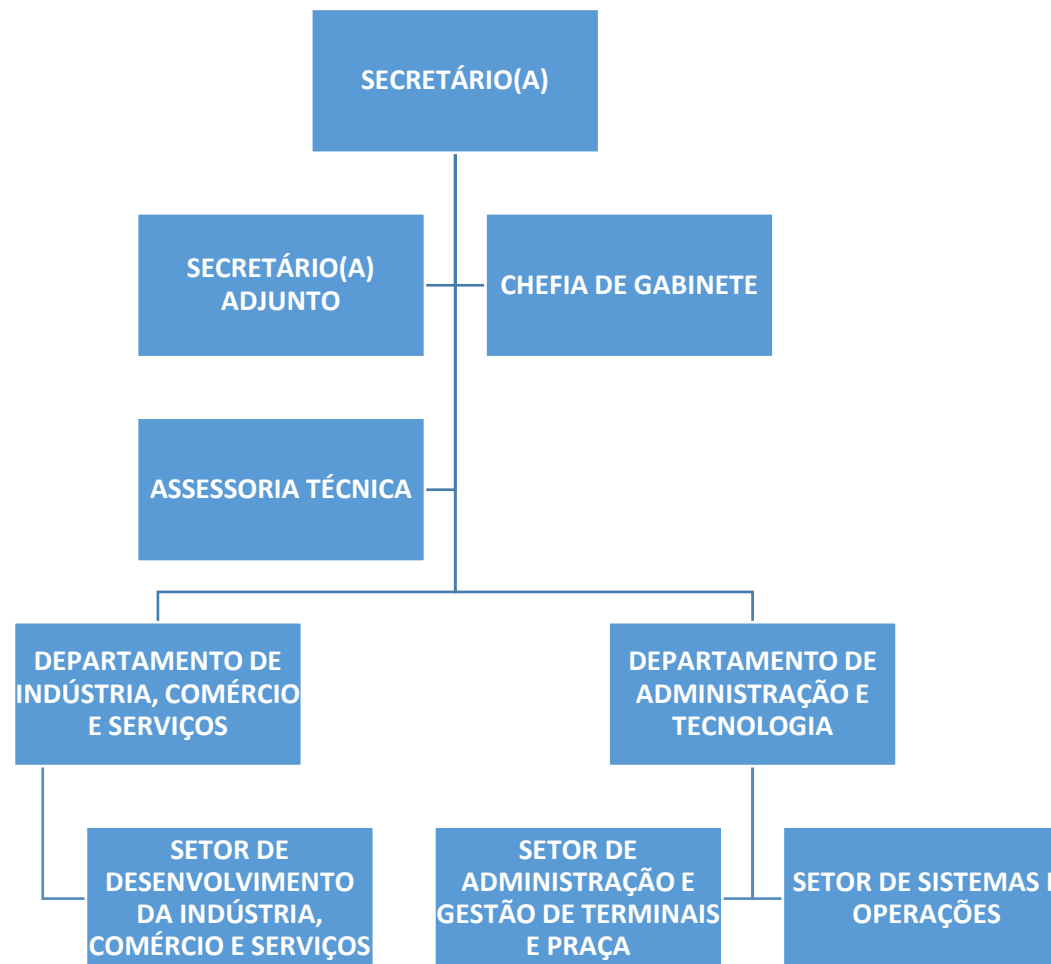 SECRETÁRIO(A)
SECRETÁRIO(A)
ADJUNTO
CHEFIA DE GABINETE
ASSESSORIA TÉCNICA
DEPARTAMENTO DE
INDÚSTRIA, COMÉRCIO
E SERVIÇOS
DEPARTAMENTO DE
ADMINISTRAÇÃO E
TECNOLOGIA
SETOR DE
DESENVOLVIMENTO
DA INDÚSTRIA,
COMÉRCIO E SERVIÇOS
SETOR DE
ADMINISTRAÇÃO E
GESTÃO DE TERMINAIS
E PRAÇA
SETOR DE SISTEMAS
OPERAÇÕES